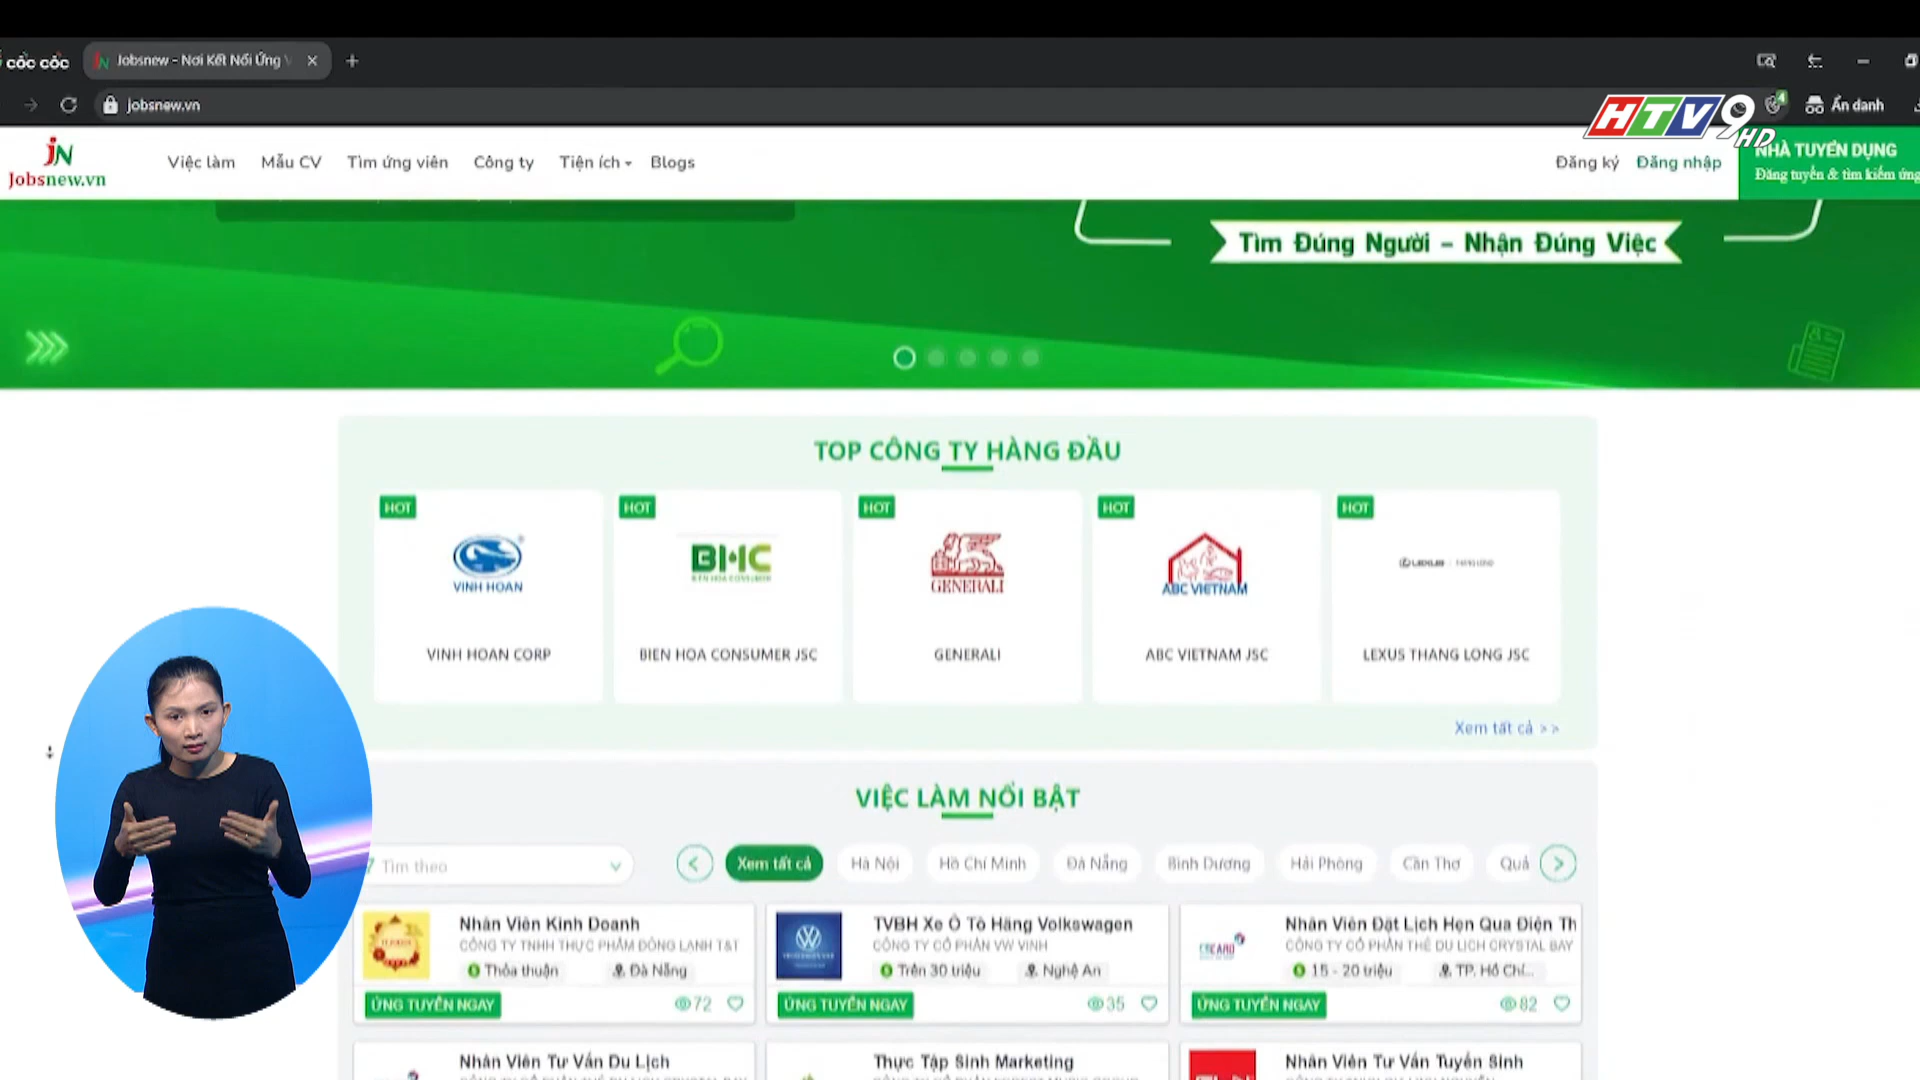 cốc cốc
Jobsnew - Nơi Kết Nối Ứng
jobsnew.vn
4
Ẩn danh
HTV9 HD
JN
Jobsnew.vn
Việc làm
Mẫu CV
Tìm ứng viên
Công ty
Tiện ích
Blogs
Đăng ký
Đăng nhập
NHÀ TUYỂN DỤNG
Đăng tuyển & tìm kiếm ứng
Tìm Đúng Người – Nhận Đúng Việc
TOP CÔNG TY HÀNG ĐẦU
HOT
HOT
HOT
HOT
HOT
VINH HOAN
BHC
BIEN HOA CONSUMER
GENERALI
ABC VIETNAM
LEXUS
VINH HOAN CORP
BIEN HOA CONSUMER JSC
GENERALI
ABC VIETNAM JSC
LEXUS THANG LONG JSC
Xem tất cả >>
VIỆC LÀM NỔI BẬT
Tìm theo
Xem tất cả
Hà Nội
Hồ Chí Minh
Đà Nẵng
Bình Dương
Hải Phòng
Cần Thơ
Quả
Nhân Viên Kinh Doanh
CÔNG TY TNHH THỰC PHẨM ĐÔNG LẠNH T&T
Thỏa thuận
Đà Nẵng
ỨNG TUYỂN NGAY
72
TVBH Xe Ô Tô Hãng Volkswagen
CÔNG TY CỔ PHẦN VW VINH
Trên 30 triệu
Nghệ An
ỨNG TUYỂN NGAY
35
Nhân Viên Đặt Lịch Hẹn Qua Điện Th
CÔNG TY CỔ PHẦN THẺ DU LỊCH CRYSTAL BAY
15 - 20 triệu
TP. Hồ Chí...
ỨNG TUYỂN NGAY
82
Nhân Viên Tư Vấn Du Lịch
Thực Tập Sinh Marketing
Nhân Viên Tư Vấn Tuyển Sinh